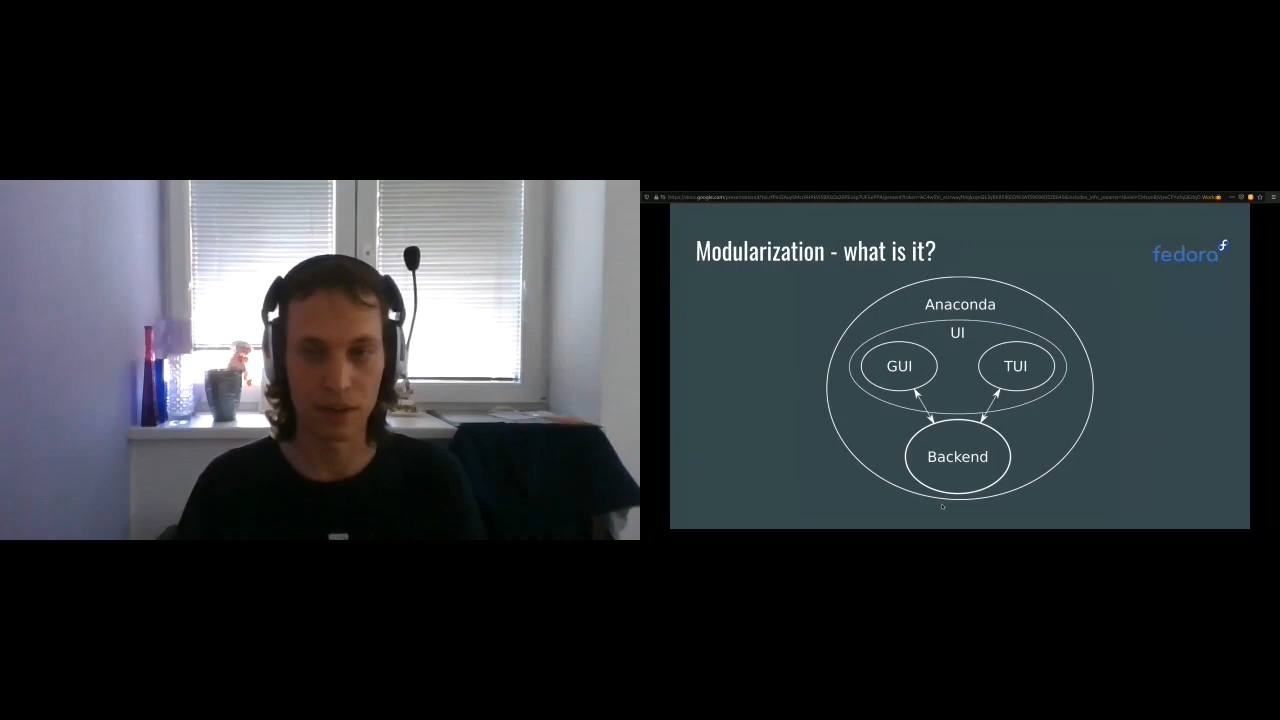 Modularization - what is it?
fedora
Anaconda
UI
GUI
TUI
Backend